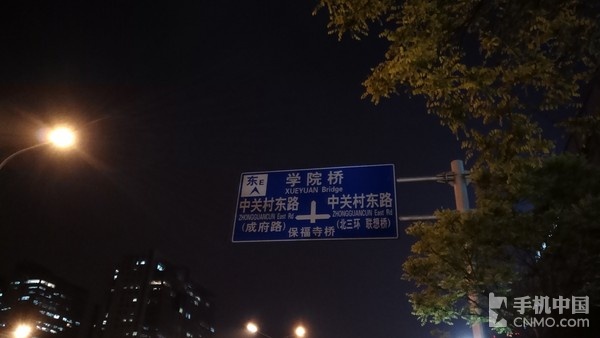 东E
学院桥
XUEYUAN Bridge
中关村东路
ZHONGGUANCUN East Rd
(成府路)
中关村东路
ZHONGGUANCUN East Rd
(北三环 联想桥)
保福寺桥
手机中国
CNMO.COM